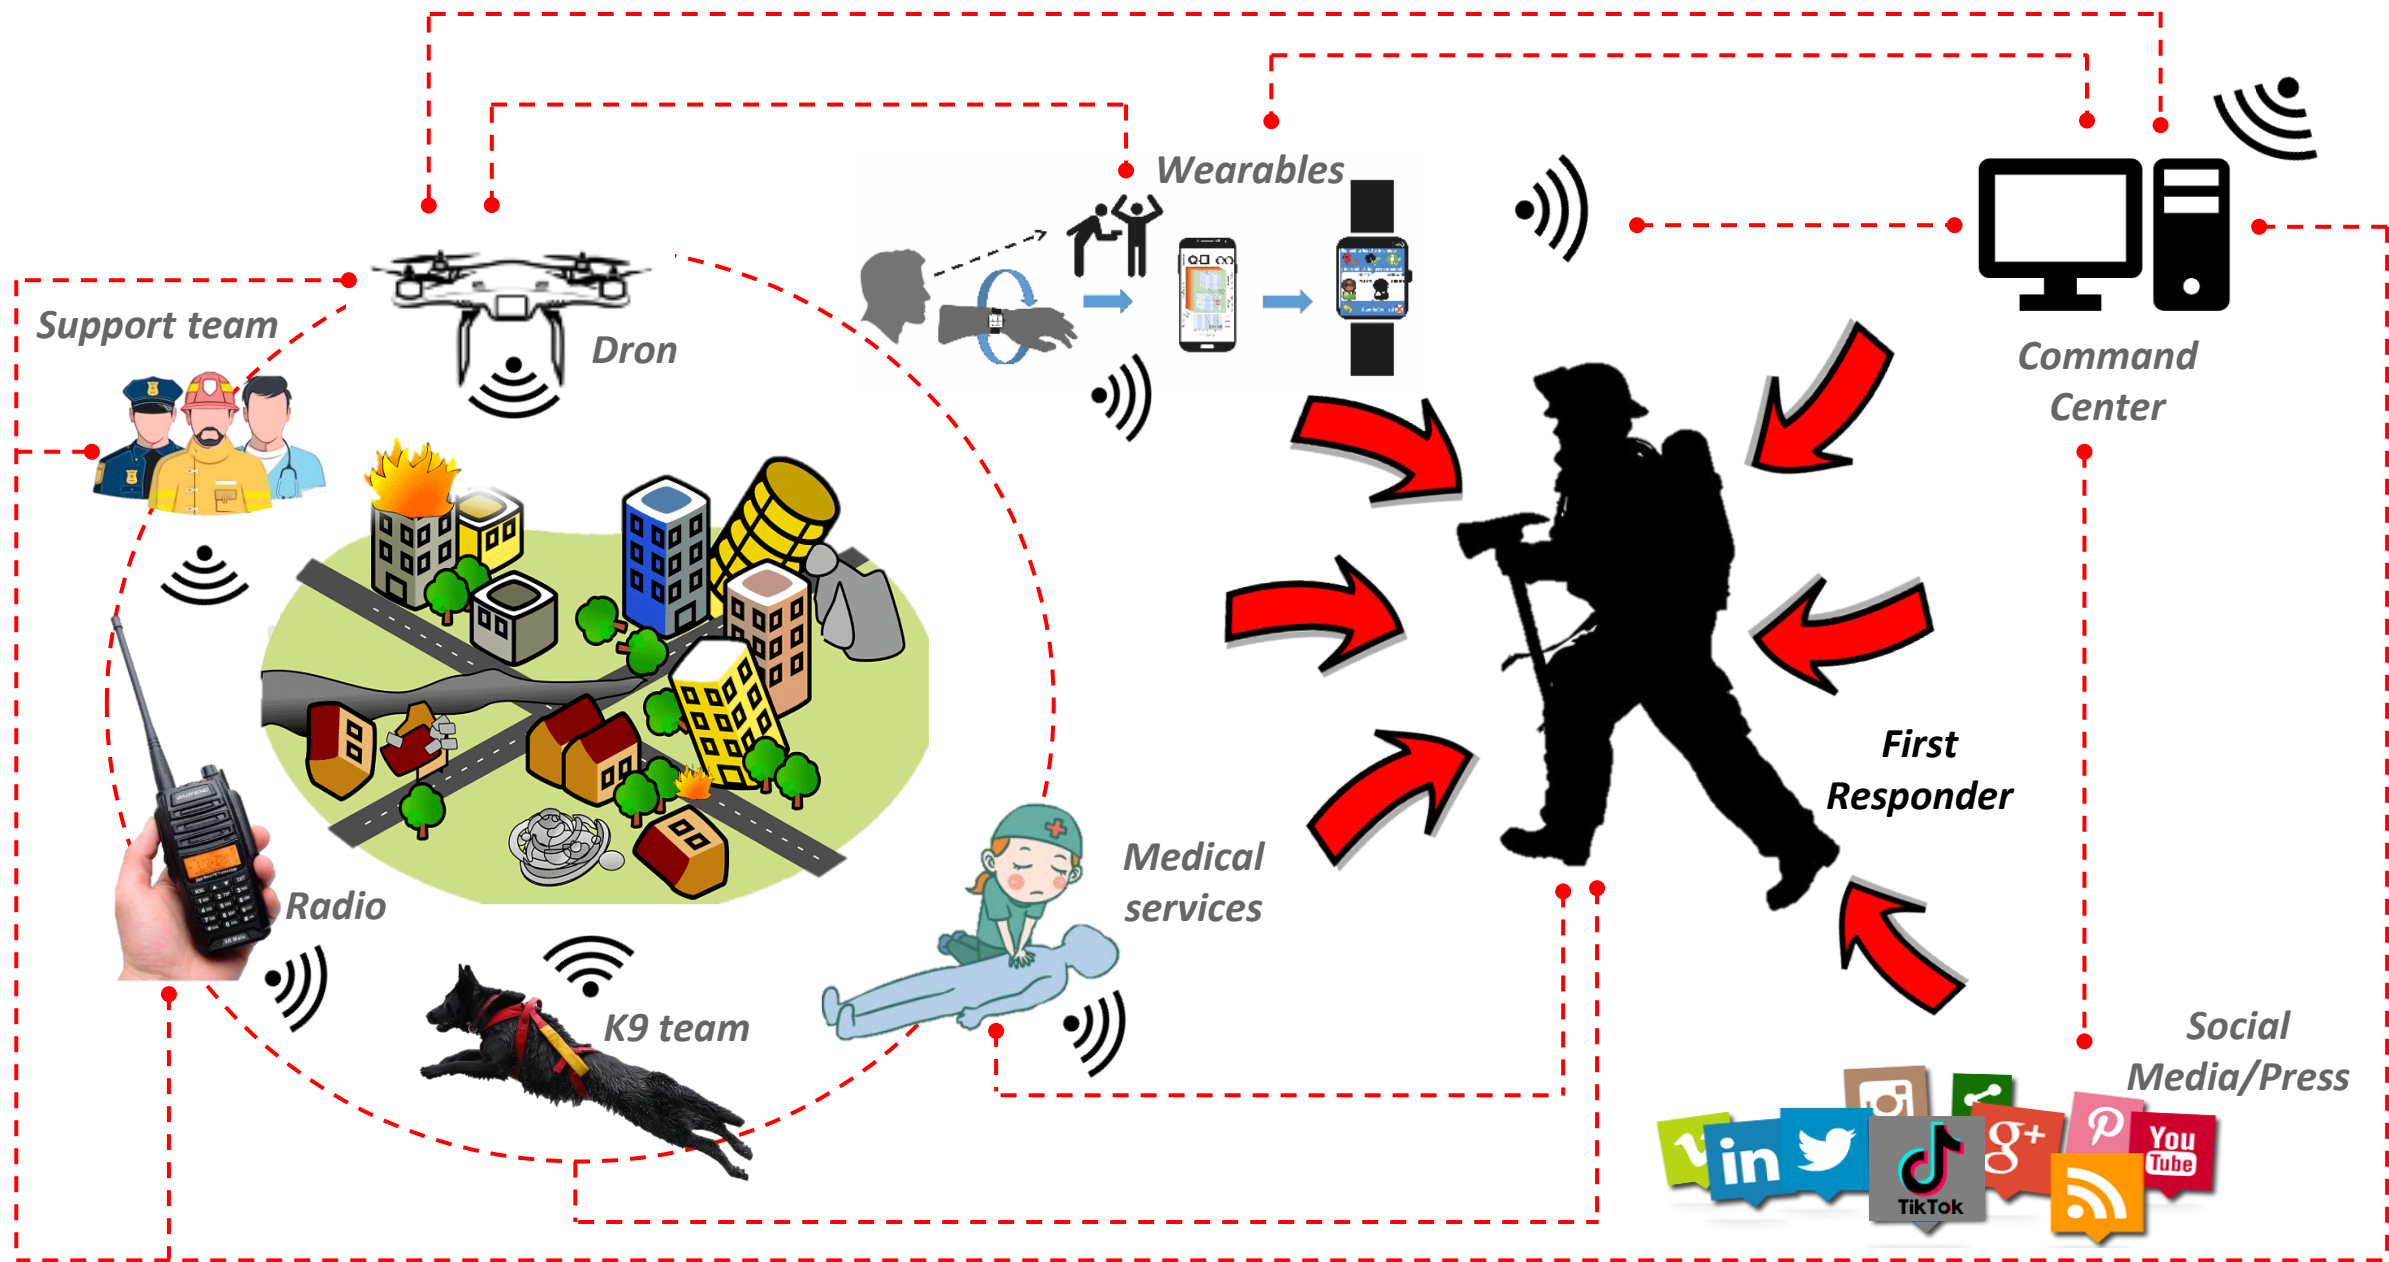 Wearables
Support team
Dron
Command
Center
First
Responder
Medical
services
Radio
K9 team
Social
Media/Press
in
g+
You
Tube
TikTok